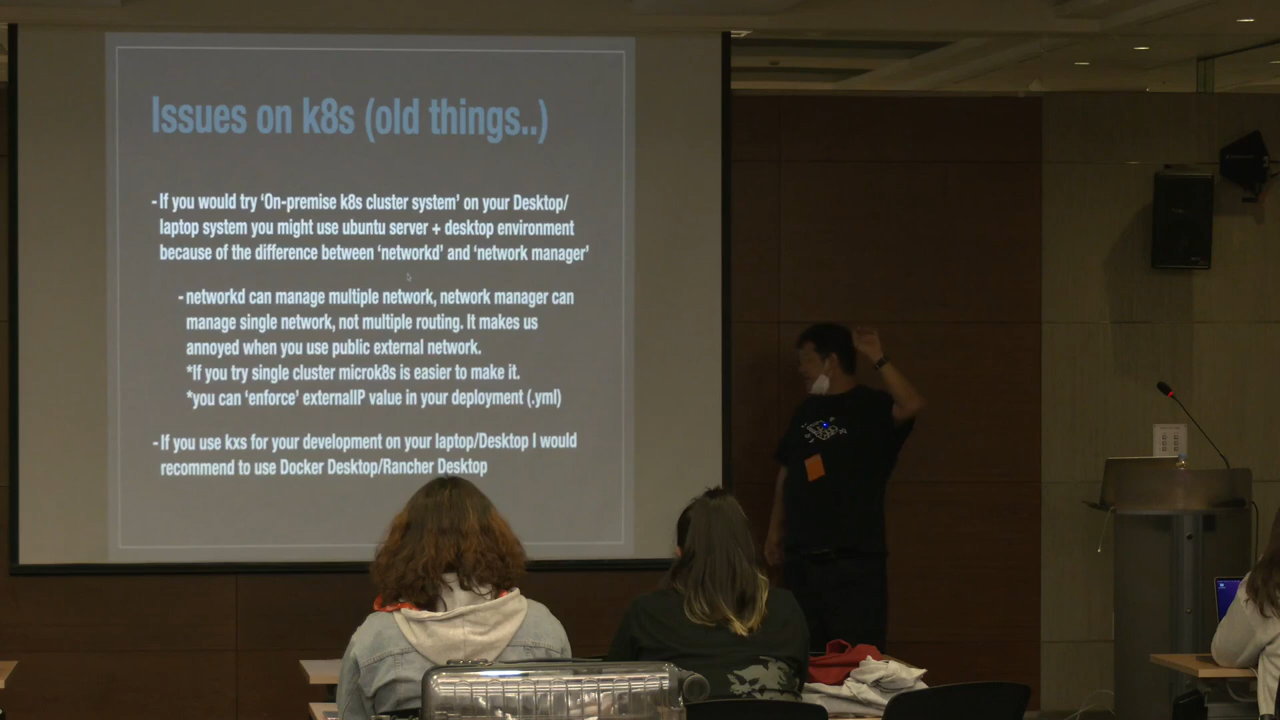 Issues on k8s (old things..)
- If you would try ‘On-premise k8s cluster system’ on your Desktop/
laptop system you might use ubuntu server + desktop environment
because of the difference between ‘networkd’ and ‘network manager’
- networkd can manage multiple network, network manager can
manage single network, not multiple routing. It makes us
annoyed when you use public external network.
*If you try single cluster microk8s is easier to make it.
*you can ‘enforce’ externalIP value in your deployment (.yml)
- If you use kxs for your development on your laptop/Desktop I would
recommend to use Docker Desktop/Rancher Desktop